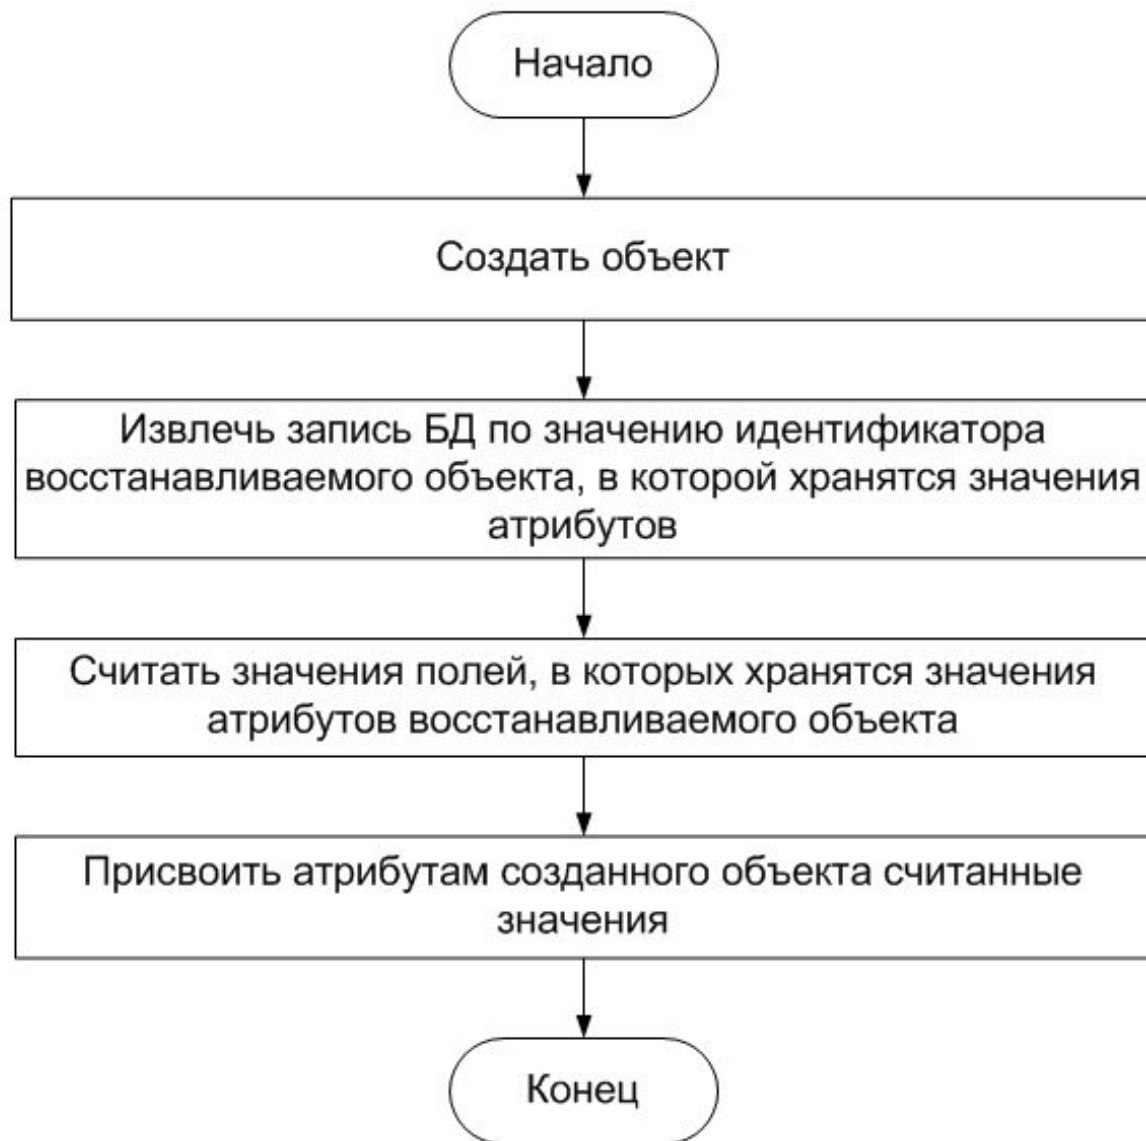 Начало
Создать объект
Извлечь запись БД по значению идентификатора
восстанавливаемого объекта, в которой хранятся значения
атрибутов
Считать значения полей, в которых хранятся значения
атрибутов восстанавливаемого объекта
Присвоить атрибутам созданного объекта считанные
значения
Конец